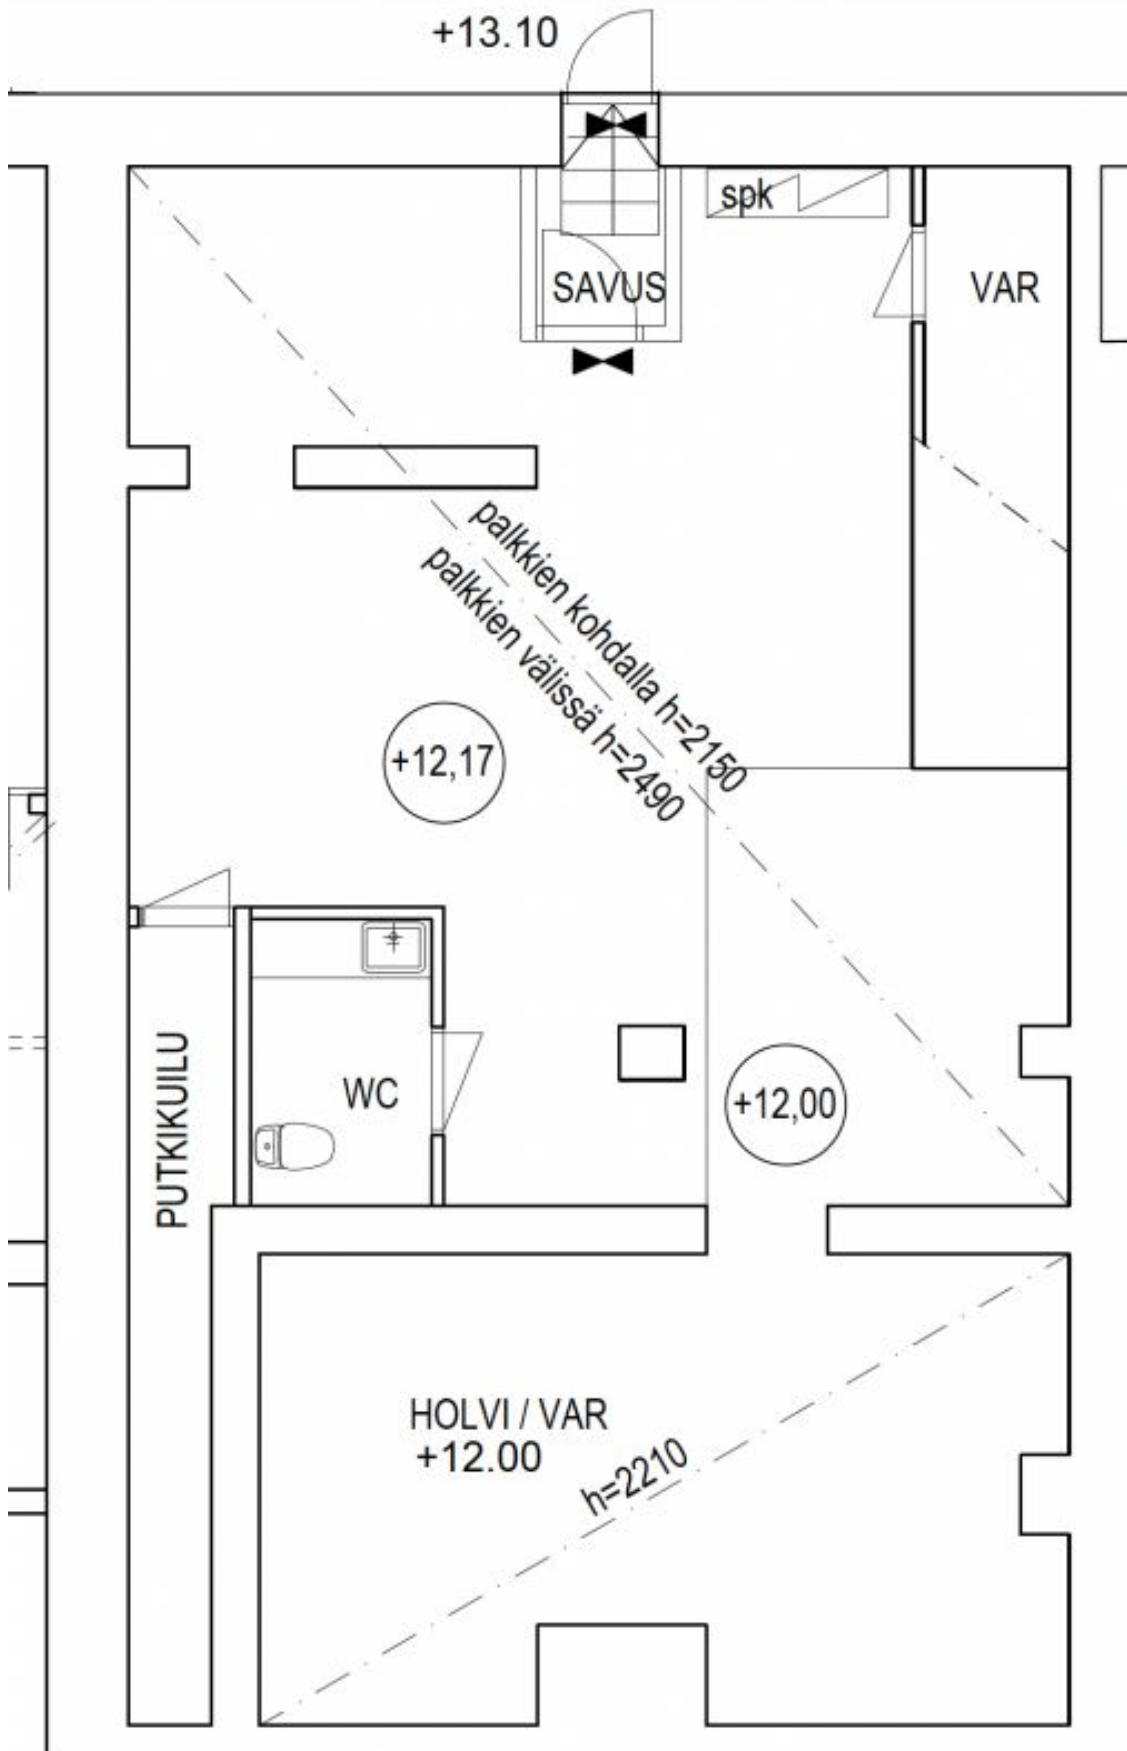 +13.10
spk
SAVUS
VAR
palkkien kohdalla h=2150
palkkien välissä h=2490
+12,17
PUTKIKUILU
WC
+12,00
HOLVI / VAR
+12.00
h=2210